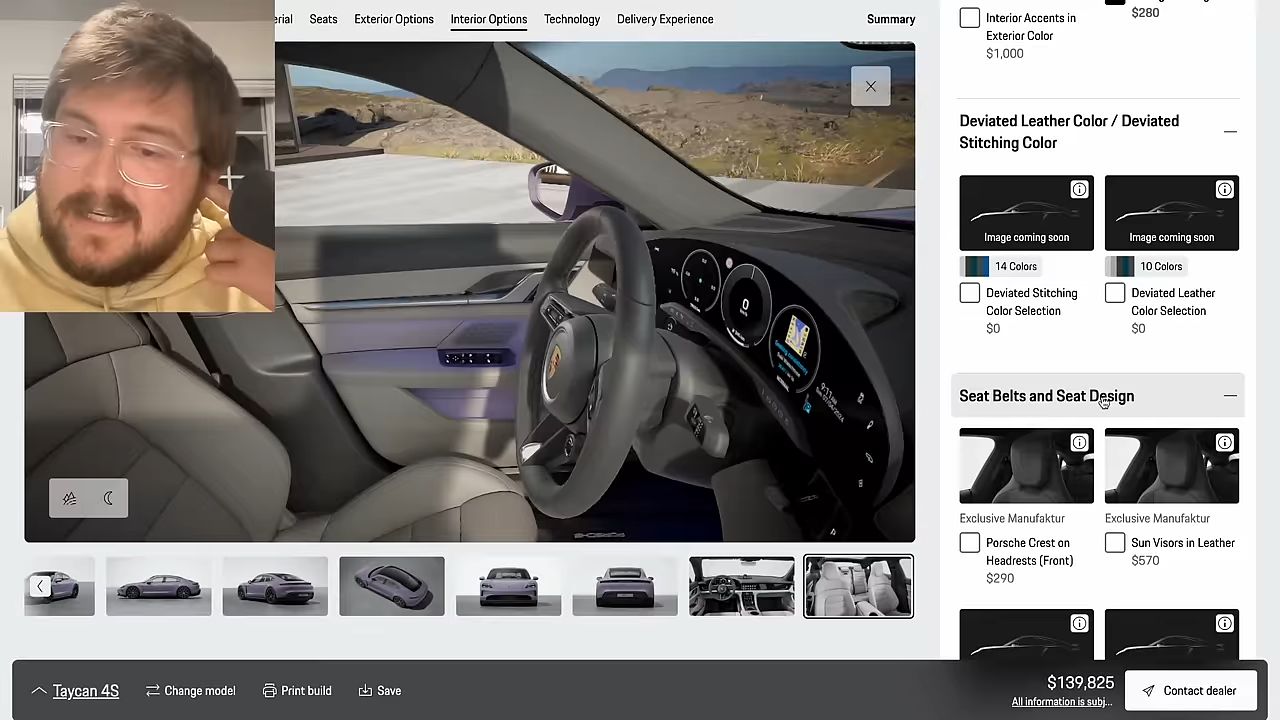 erial
Seats
Exterior Options
Interior Options
Technology
Delivery Experience
Summary
$280
Interior Accents in
Exterior Color
$1,000
Deviated Leather Color / Deviated
Stitching Color
Image coming soon
Image coming soon
14 Colors
10 Colors
Deviated Stitching
Color Selection
$0
Deviated Leather
Color Selection
$0
Seat Belts and Seat Design
Exclusive Manufaktur
Exclusive Manufaktur
Porsche Crest on
Headrests (Front)
$290
Sun Visors in Leather
$570
0
Taycan 4S
Change model
Print build
Save
$139,825
All information is subj...
Contact dealer